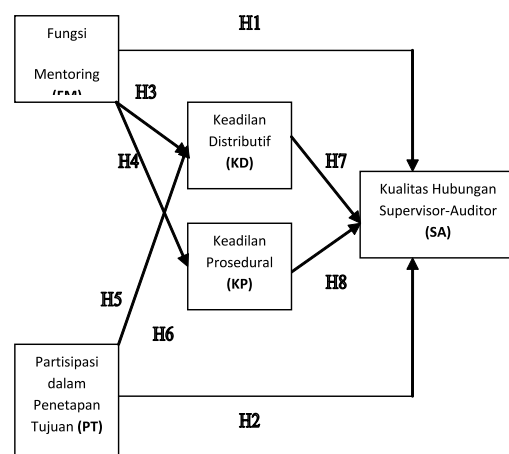 H1
Fungsi
Mentoring
H3
Keadilan
Distributif
(KD)
H4
H7
Kualitas Hubungan
Supervisor-Auditor
(SA)
Keadilan
Prosedural
(KP)
H8
H5
H6
Partisipasi
dalam
Penetapan
Tujuan (PT)
H2